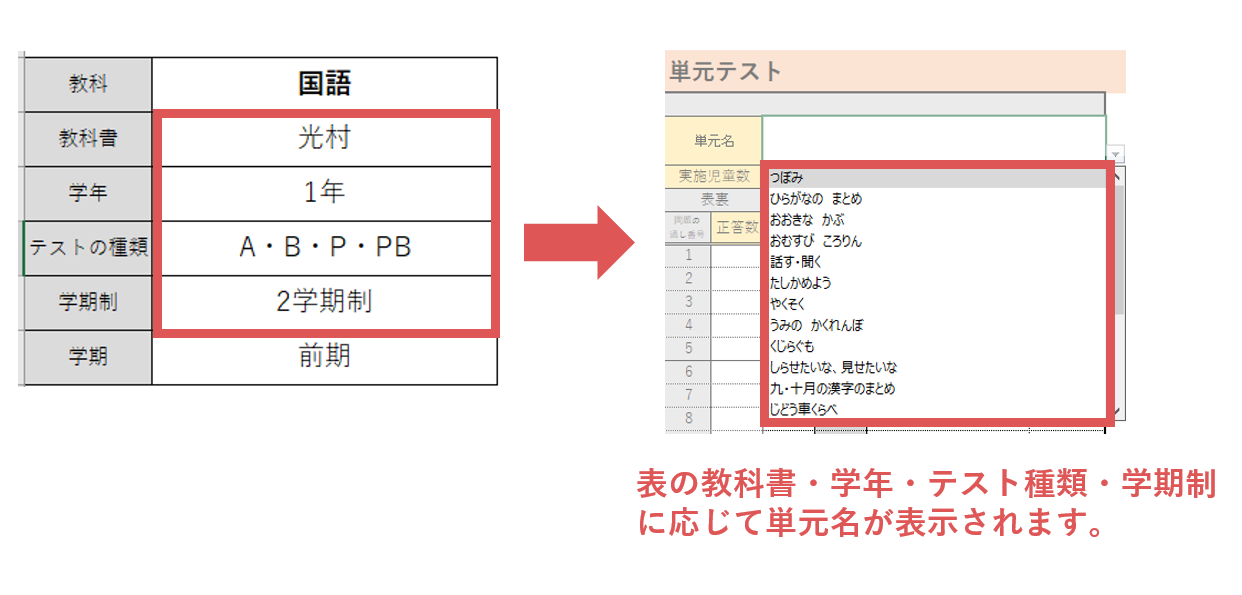 教科 国語
教科書 光村
学年 1年
テストの種類 A・B・P・PB
学期制 2学期制
学期 前期
単元テスト
単元名
実施児童数
表裏
問題の
通し番号
正答数
1
2
3
4
5
6
7
8
つぼみ
ひらがなの まとめ
おおきな かぶ
おむすび ころりん
話す・聞く
たしかめよう
やくそく
うみの かくれんぼ
くじらぐも
しらせたいな、見せたいな
九・十月の漢字のまとめ
じどう車くらべ
表の教科書・学年・テスト種類・学期制
に応じて単元名が表示されます。